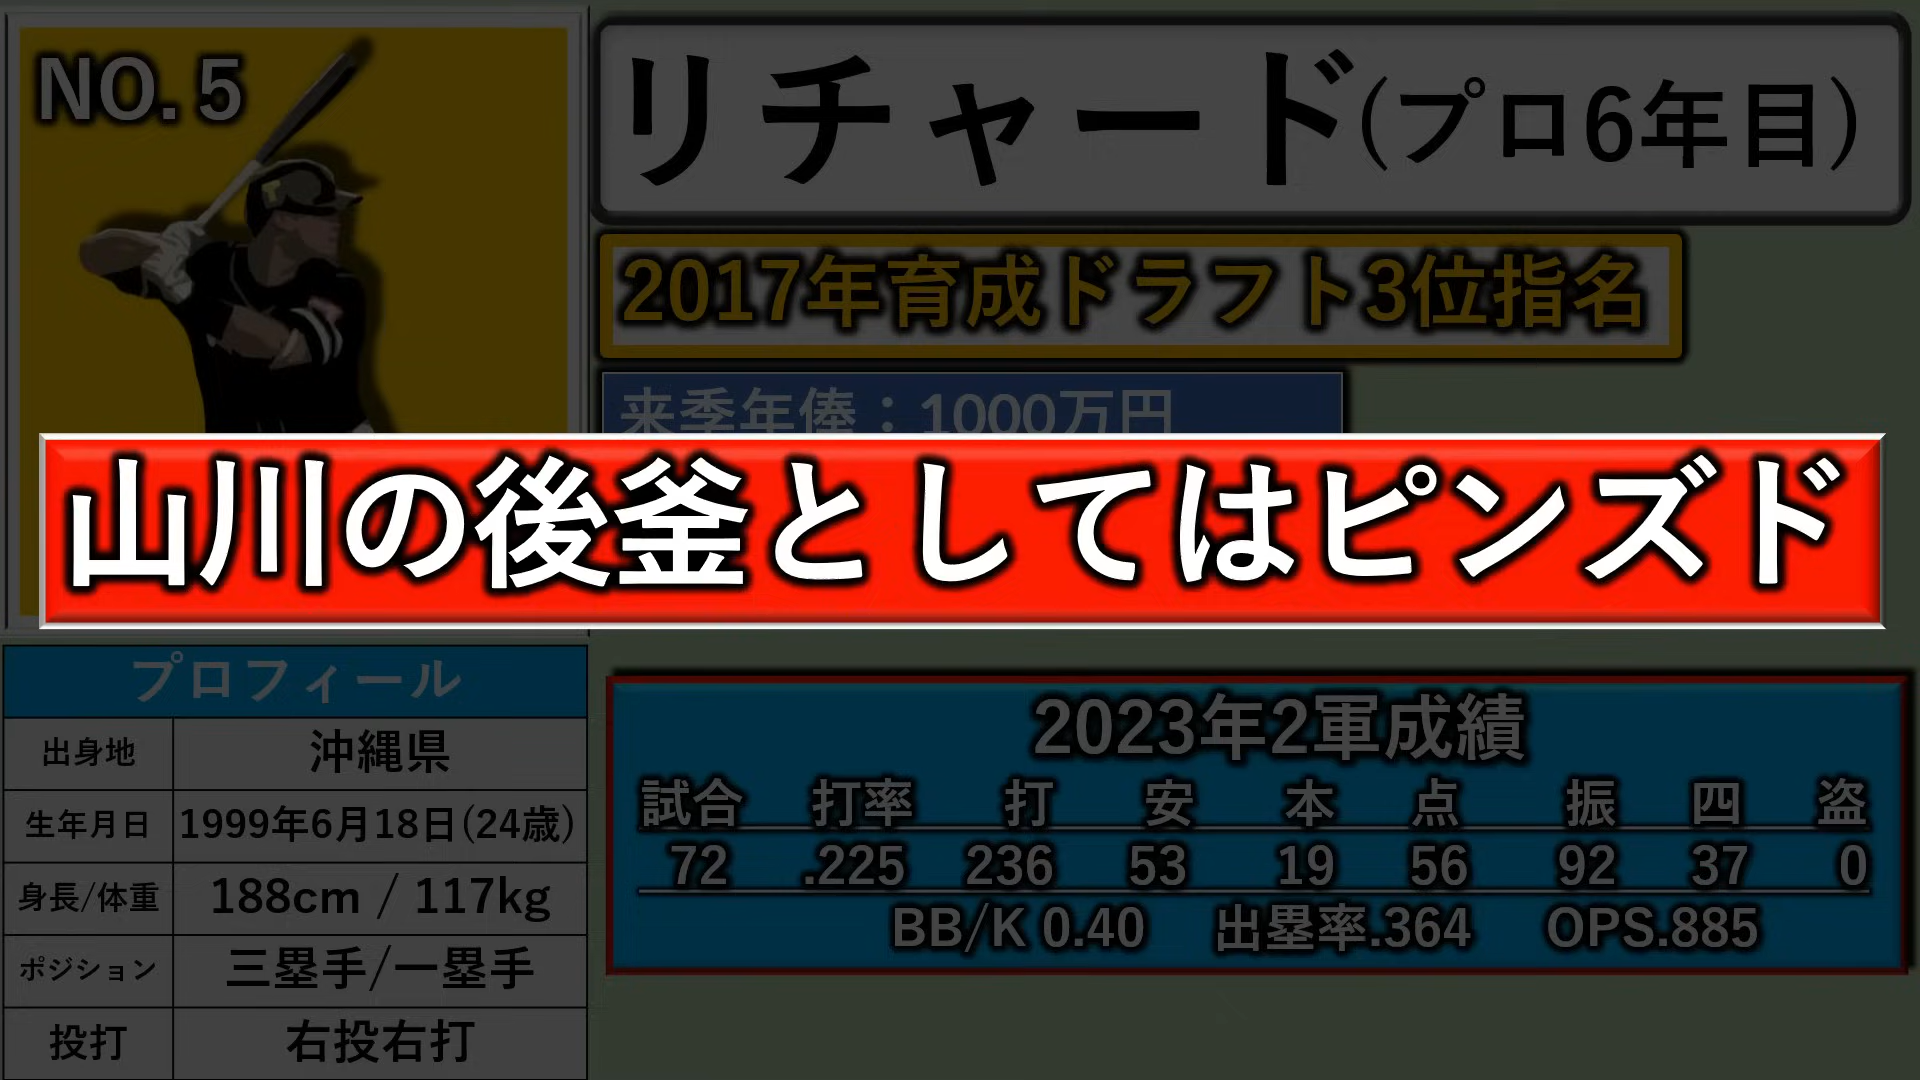 NO.5
リチャード(プロ6年目)
2017年育成ドラフト3位指名
来季年俸：1000万円
山川の後釜としてはピンズド
プロフィール
出身地 沖縄県
生年月日 1999年6月18日(24歳)
身長/体重 188cm / 117kg
ポジション 三塁手/一塁手
投打 右投右打
2023年2軍成績
試合 打率 打 安 本 点 振 四 盗
72 .225 236 53 19 56 92 37 0
BB/K 0.40 出塁率.364 OPS.885